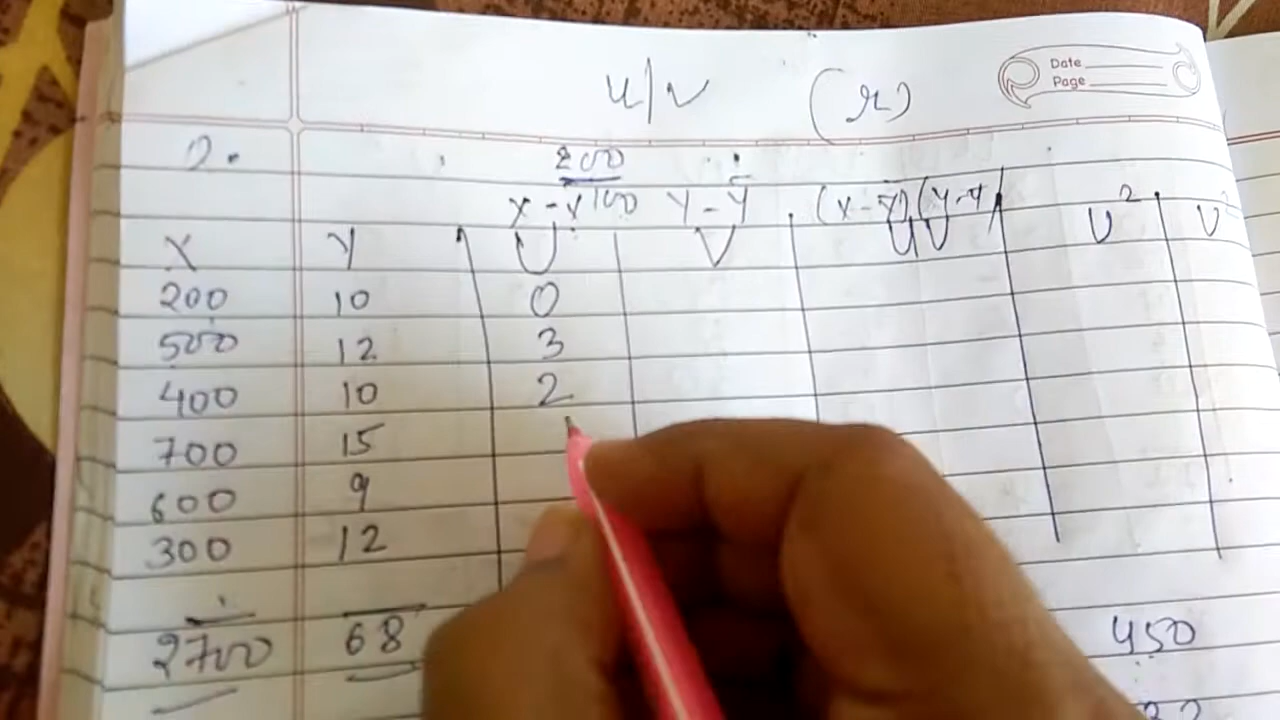 Date
Page
u/v (r)
200
X - X 100 Y - Ȳ (X - X̄)(Y - Y
X Y U V UV U² V²
200 10 0
500 12 3
400 10 2
700 15
600 9
300 12
2700 68 450